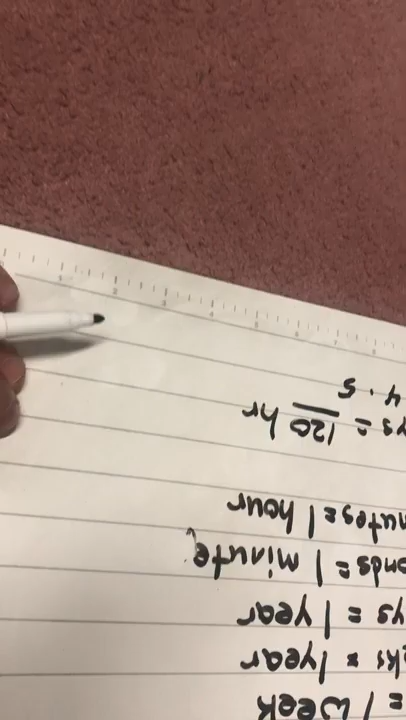 = 1 week
ks = 1 year
ys = 1 year
onds = 1 minute
nutes = 1 hour
ys = 120 hr
4 . 5